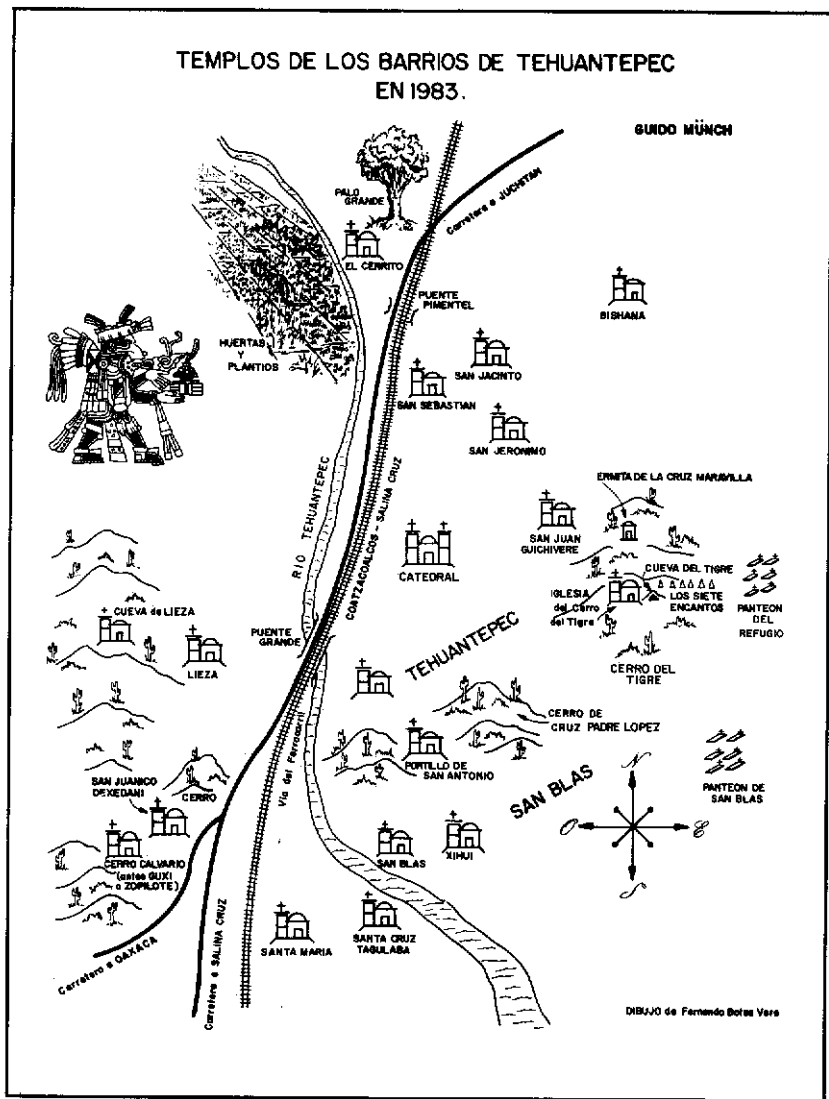 TEMPLOS DE LOS BARRIOS DE TEHUANTEPEC
EN 1983.
GUIDO MÜNCH
PALO
GRANDE
Carretera a JUCHITAN
EL CERRITO
PUENTE
PIMENTEL
BISHANA
HUERTAS
Y
PLANTIOS
SAN JACINTO
SAN SEBASTIAN
SAN JERONIMO
RIO TEHUANTEPEC
COATZACOALCOS - SALINA CRUZ
ERMITA DE LA CRUZ MARAVILLA
SAN JUAN
GUICHIVERE
CATEDRAL
CUEVA DEL TIGRE
IGLESIA
del Cerro
del Tigre
LOS SIETE
ENCANTOS
PANTEON
DEL
REFUGIO
CUEVA de LIEZA
LIEZA
PUENTE
GRANDE
TEHUANTEPEC
CERRO DEL
TIGRE
CERRO DE
CRUZ PADRE LOPEZ
PORTILLO DE
SAN ANTONIO
Vía del Ferrocarril
SAN JUANICO
DEXEDANI
CERRO
SAN BLAS
PANTEON DE
SAN BLAS
N
O
E
S
CERRO CALVARIO
(antes GUXI
o ZOPILOTE)
SAN BLAS
XIHUI
SANTA MARIA
SANTA CRUZ
TAGULABA
Carretera a OAXACA
Carretera a SALINA CRUZ
DIBUJO de Fernando Botas Vera